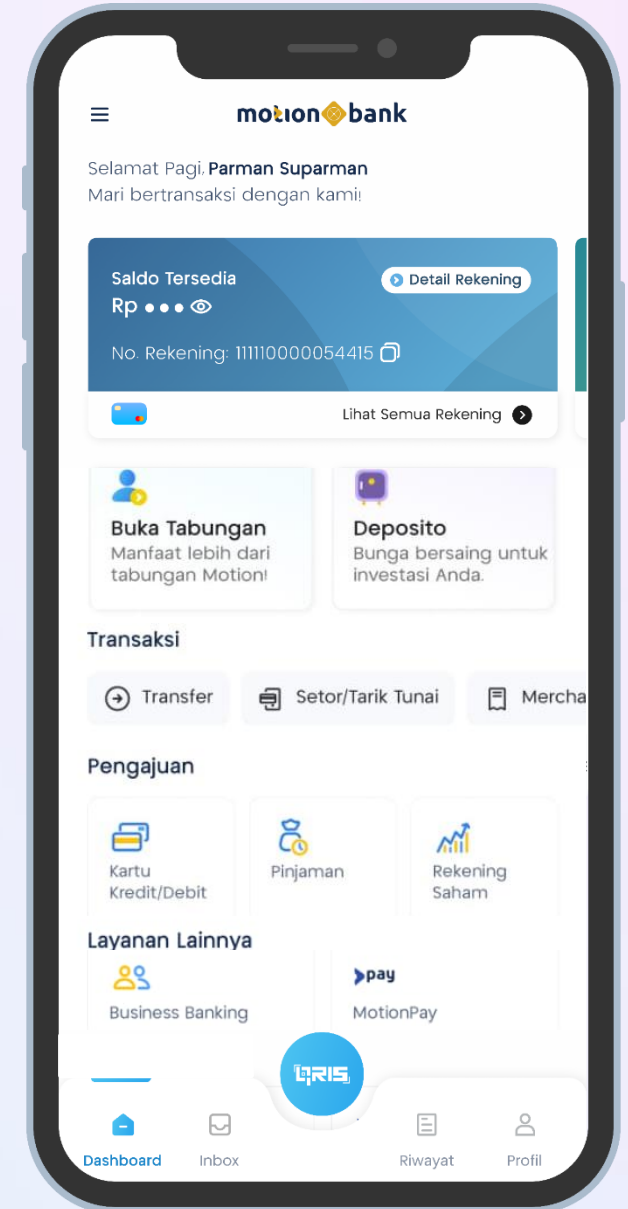 motion bank
Selamat Pagi, Parman Suparman
Mari bertransaksi dengan kami!
Saldo Tersedia
Detail Rekening
Rp •••
No. Rekening: 111110000054415
Lihat Semua Rekening
Buka Tabungan
Manfaat lebih dari
tabungan Motion!
Deposito
Bunga bersaing untuk
investasi Anda.
Transaksi
Transfer
Setor/Tarik Tunai
Mercha
Pengajuan
Kartu
Kredit/Debit
Pinjaman
Rekening
Saham
Layanan Lainnya
Business Banking
pay
MotionPay
QRIS
Dashboard
Inbox
Riwayat
Profil